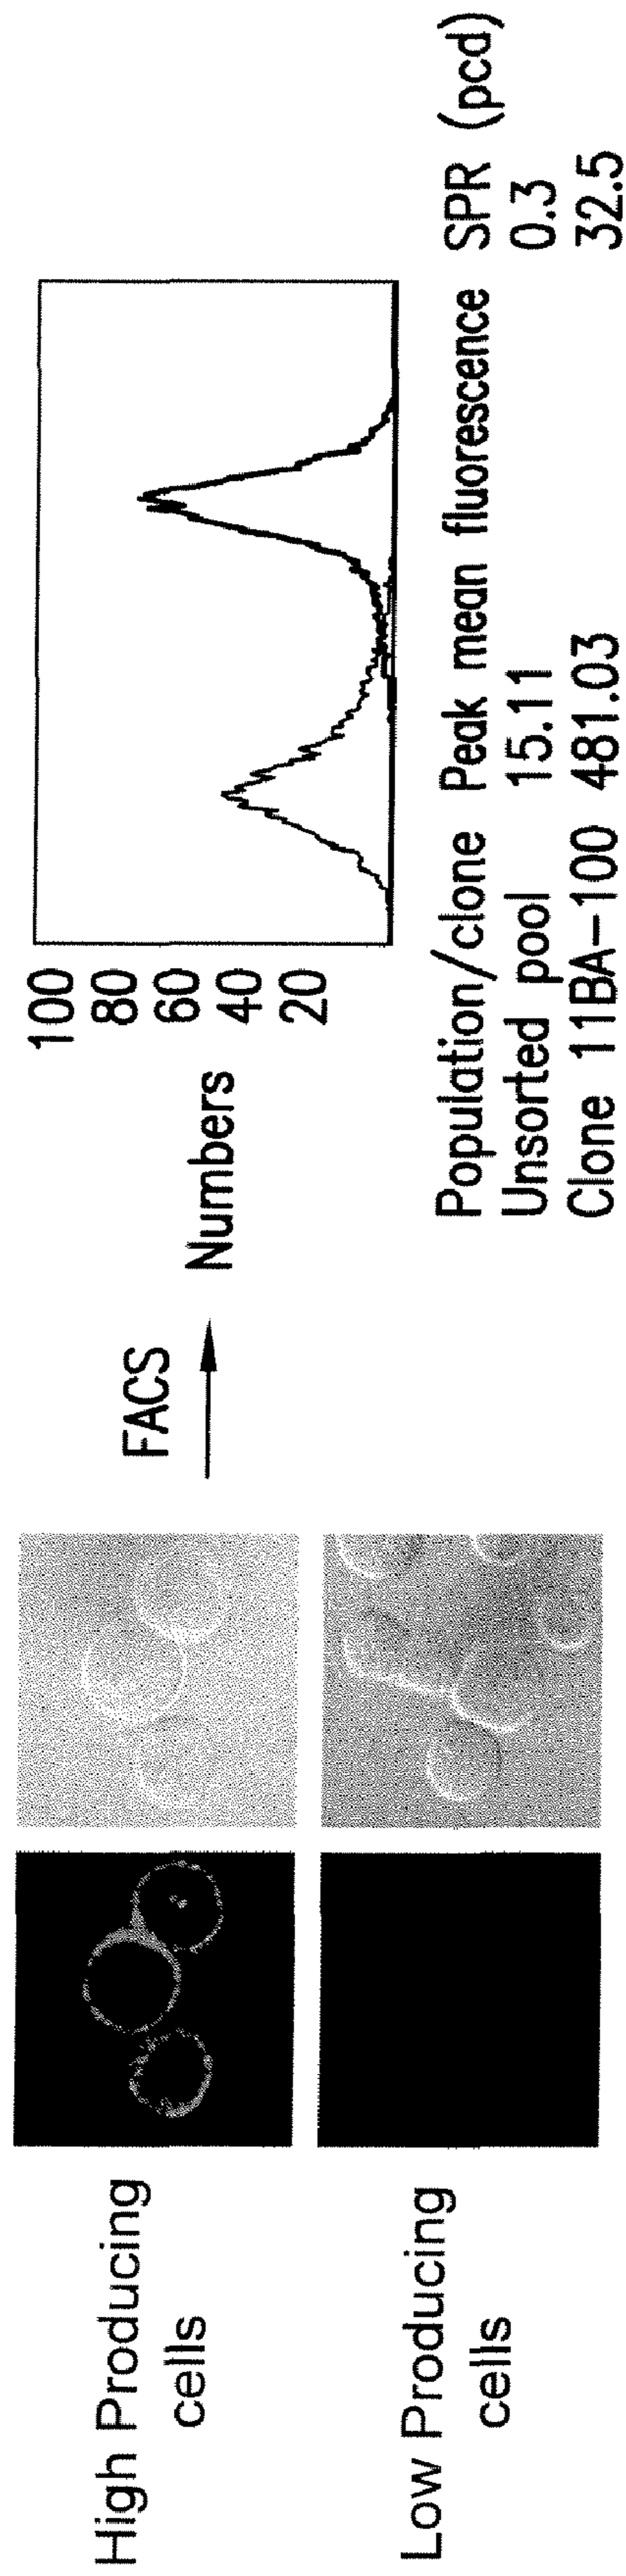 High Producing
cells
Low Producing
cells
FACS
Numbers
100
80
60
40
20
Population/clone Peak mean fluorescence SPR (pcd)
Unsorted pool 15.11 0.3
Clone 11BA-100 481.03 32.5